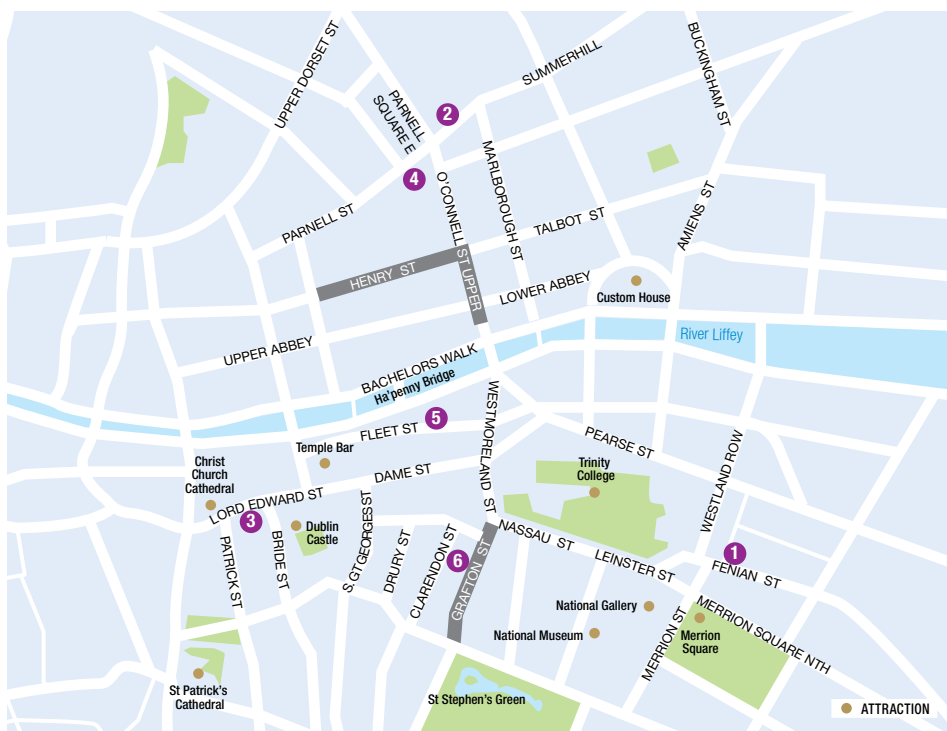 UPPER DORSET ST
SUMMERHILL
BUCKINGHAM ST
PARNELL
SQUARE E
2
4
MARLBOROUGH ST
O'CONNELL ST UPPER
PARNELL ST
TALBOT ST
AMIENS ST
HENRY ST
LOWER ABBEY
Custom House
UPPER ABBEY
River Liffey
BACHELORS WALK
Ha'penny Bridge
WESTMORELAND ST
5
FLEET ST
Temple Bar
PEARSE ST
WESTLAND ROW
Christ
Church
Cathedral
DAME ST
Trinity
College
LORD EDWARD ST
3
Dublin
Castle
PATRICK ST
BRIDE ST
S.GT GEORGES ST
DRURY ST
CLARENDON ST
6
GRAFTON ST
NASSAU ST
LEINSTER ST
1
FENIAN ST
National Gallery
National Museum
MERRION ST
MERRION SQUARE NTH
Merrion
Square
St Patrick's
Cathedral
St Stephen's Green
ATTRACTION